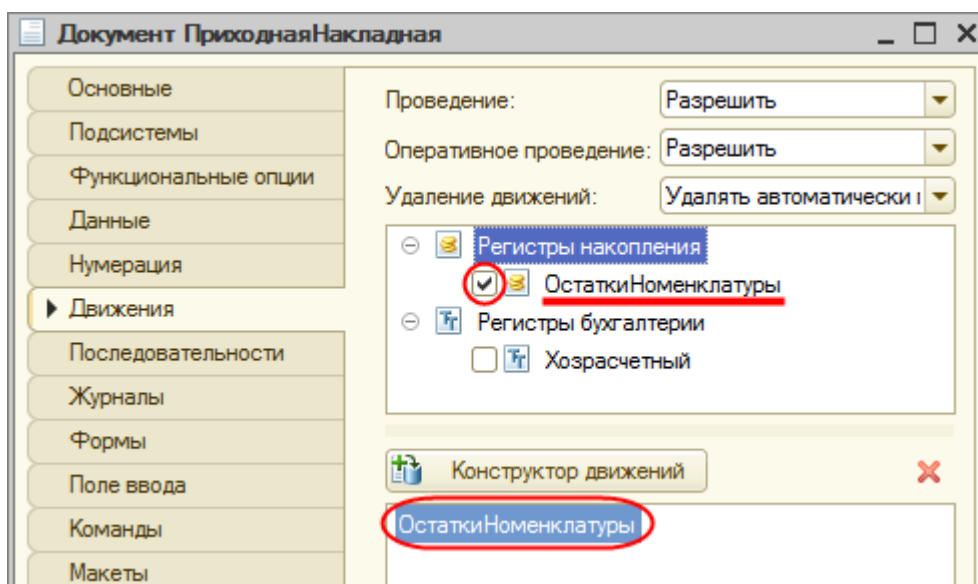 Документ ПриходнаяНакладная
Основные
Подсистемы
Функциональные опции
Данные
Нумерация
Движения
Последовательности
Журналы
Формы
Поле ввода
Команды
Макеты
Проведение: Разрешить
Оперативное проведение: Разрешить
Удаление движений: Удалять автоматически
Регистры накопления
ОстаткиНоменклатуры
Регистры бухгалтерии
Хозрасчетный
Конструктор движений
ОстаткиНоменклатуры